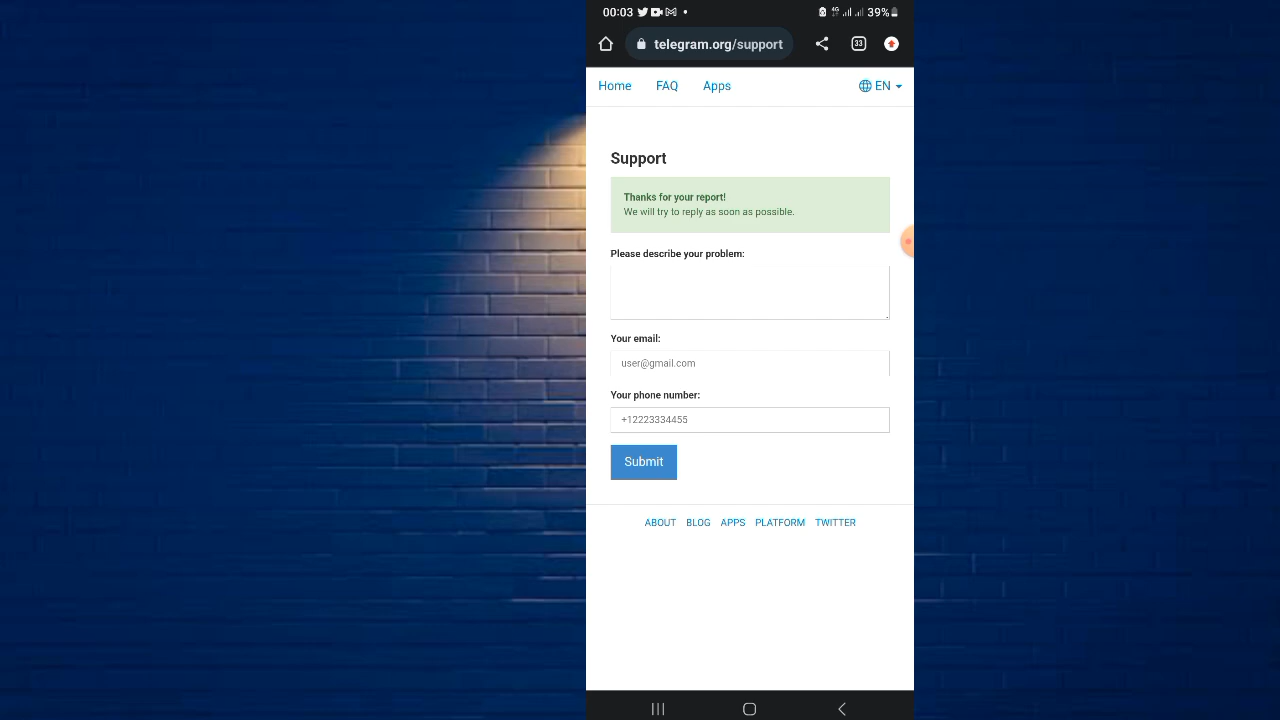 00:03
4G 39%
telegram.org/support
33
Home FAQ Apps EN
Support
Thanks for your report!
We will try to reply as soon as possible.
Please describe your problem:
Your email:
user@gmail.com
Your phone number:
+12223334455
Submit
ABOUT BLOG APPS PLATFORM TWITTER